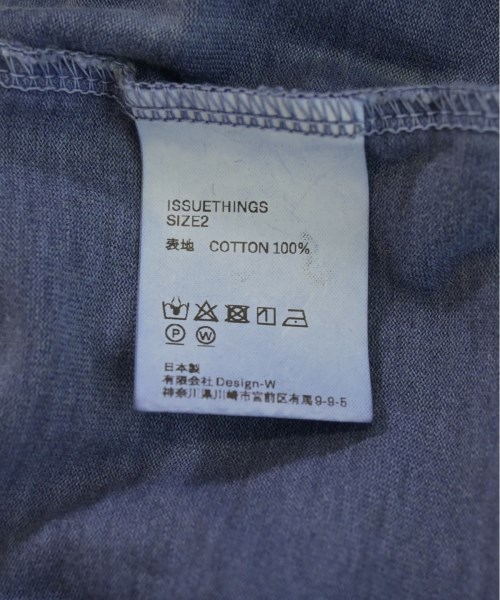 ISSUETHINGS
SIZE2
表地 COTTON 100%
P W
日本製
有限会社 Design-W
神奈川県川崎市宮前区有馬9-9-5